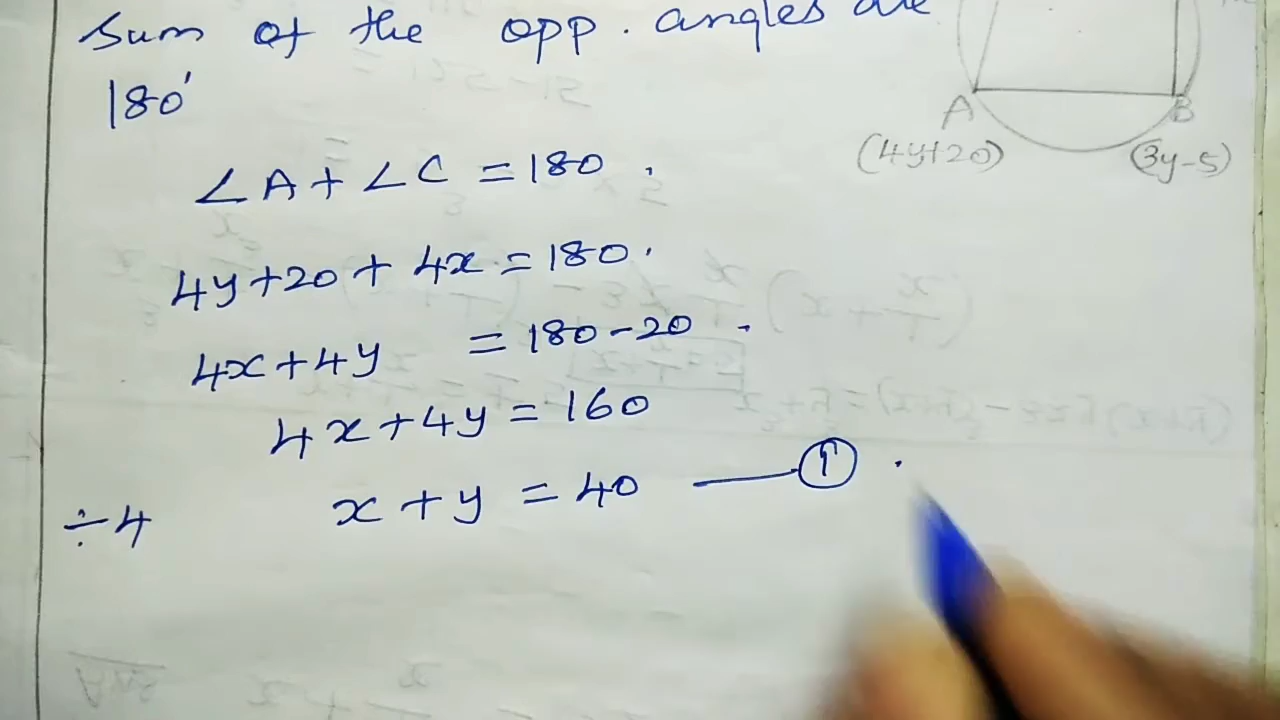 Sum of the opp. angles are
180°
∠A + ∠C = 180.
4y+20 + 4x = 180.
4x+4y = 180-20.
4x+4y = 160
÷4 x + y = 40 — ①.
A
B
(4y+20)
(3y-5)